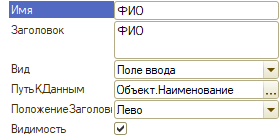 Имя ФИО
Заголовок ФИО
Вид Поле ввода
ПутьКДанным Объект.Наименование ...
ПоложениеЗаголов Лево
Видимость